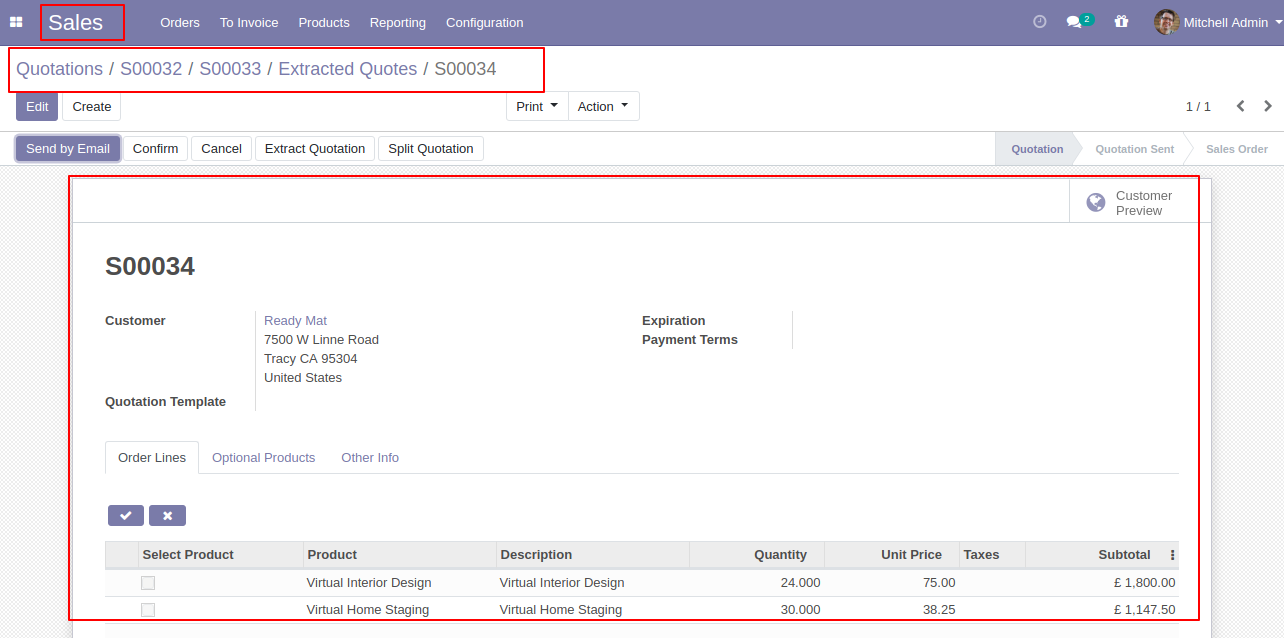 Sales Orders To Invoice Products Reporting Configuration 2 Mitchell Admin
Quotations / S00032 / S00033 / Extracted Quotes / S00034
Edit Create Print Action 1 / 1
Send by Email Confirm Cancel Extract Quotation Split Quotation Quotation Quotation Sent Sales Order
Customer
Preview
S00034
Customer Ready Mat Expiration
7500 W Linne Road Payment Terms
Tracy CA 95304
United States
Quotation Template
Order Lines Optional Products Other Info
Select Product Product Description Quantity Unit Price Taxes Subtotal
Virtual Interior Design Virtual Interior Design 24.000 75.00 £ 1,800.00
Virtual Home Staging Virtual Home Staging 30.000 38.25 £ 1,147.50